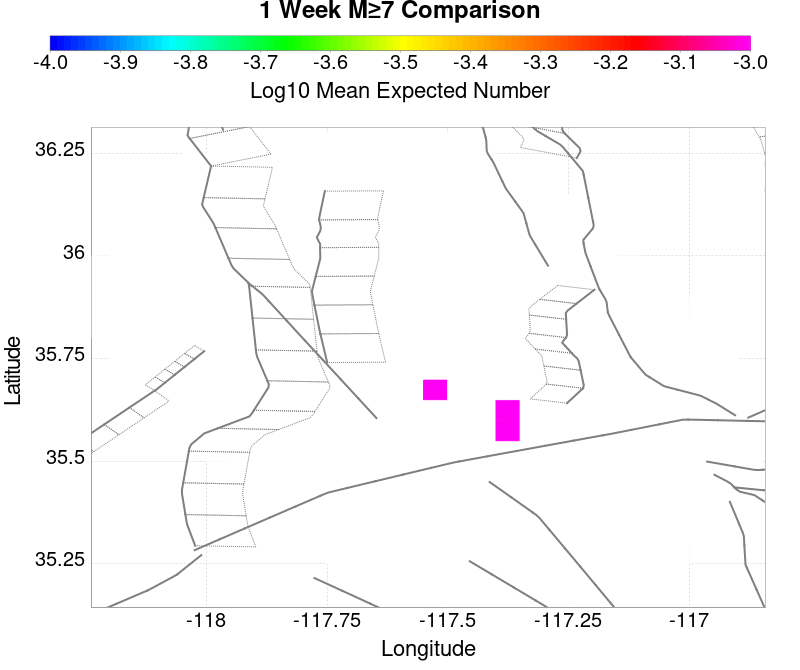 1 Week M≥7 Comparison
-4.0 -3.9 -3.8 -3.7 -3.6 -3.5 -3.4 -3.3 -3.2 -3.1 -3.0
Log10 Mean Expected Number
36.25
36
35.75
35.5
35.25
Latitude
-118 -117.75 -117.5 -117.25 -117
Longitude